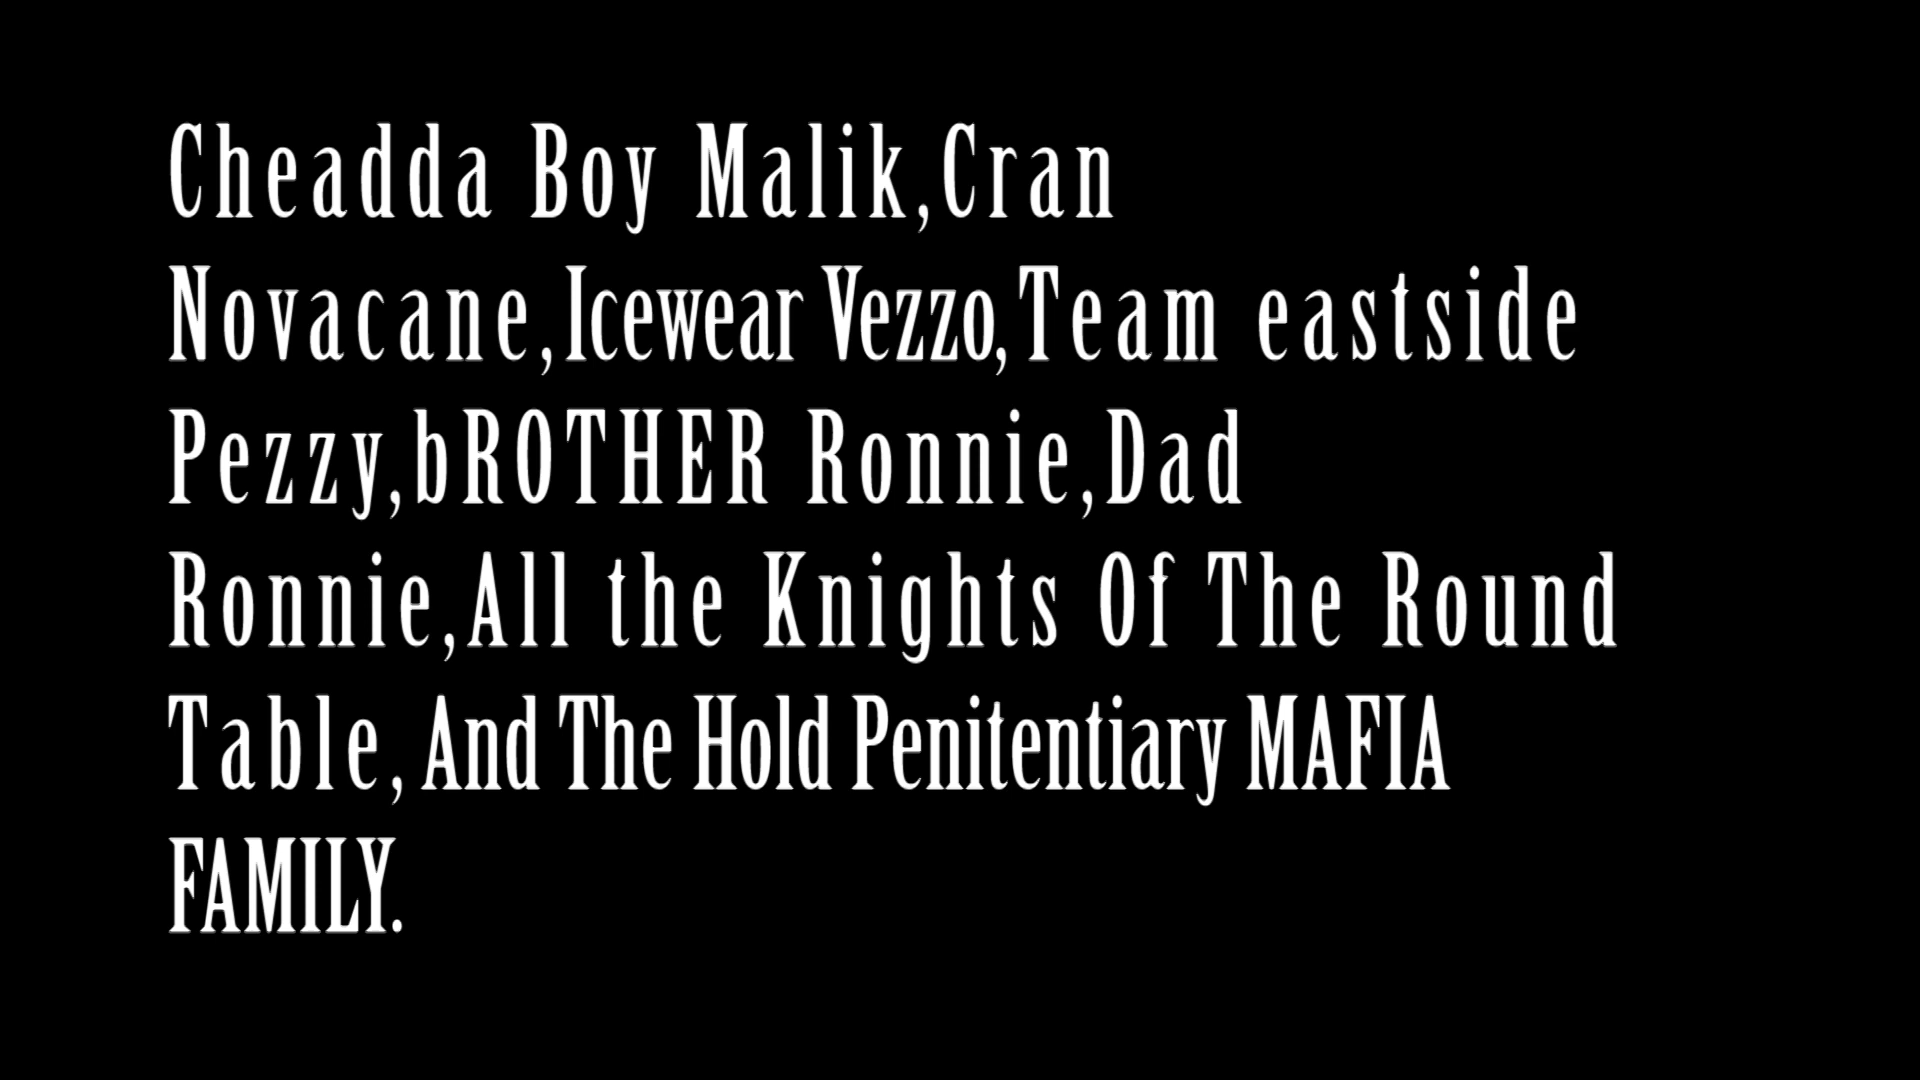 Cheadda Boy Malik,Cran
Novacane,Icewear Vezzo,Team eastside
Pezzy,bROTHER Ronnie,Dad
Ronnie,All the Knights Of The Round
Table, And The Hold Penitentiary MAFIA
FAMILY.